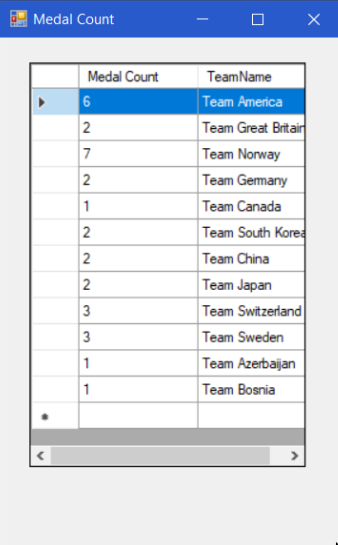 Medal Count
Medal Count TeamName
6 Team America
2 Team Great Britain
7 Team Norway
2 Team Germany
1 Team Canada
2 Team South Korea
2 Team China
2 Team Japan
3 Team Switzerland
3 Team Sweden
1 Team Azerbaijan
1 Team Bosnia